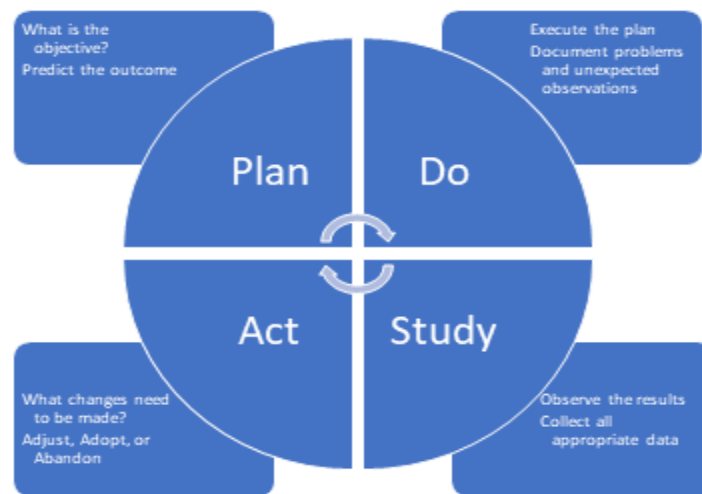 What is the
objective?
Predict the outcome
Execute the plan
Document problems
and unexpected
observations
Plan
Do
Act
Study
What changes need
to be made?
Adjust, Adopt, or
Abandon
Observe the results
Collect all
appropriate data